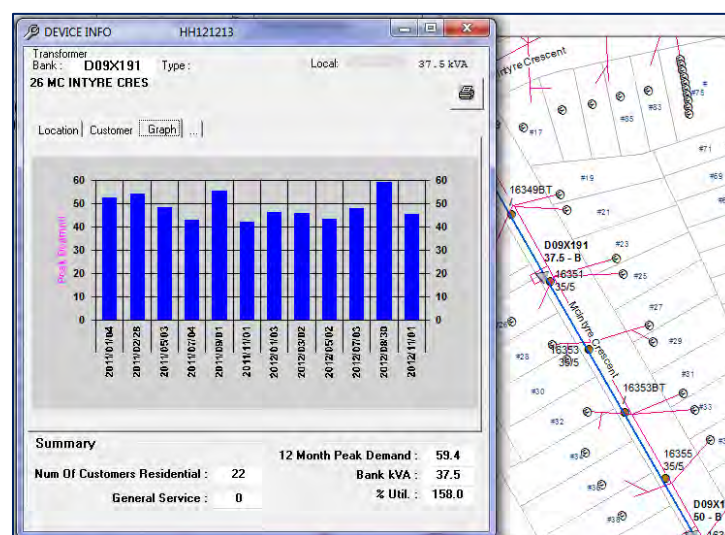 DEVICE INFO HH121213
Transformer
Bank : D09X191 Type : Local: 37.5 kVA
26 MC INTYRE CRES
Location Customer Graph ...
60 60
50 50
40 40
30 30
20 20
10 10
0 0
Peak Deamen
2011/01/04
2011/02/28
2011/05/03
2011/07/04
2011/09/01
2011/11/01
2012/01/03
2012/03/02
2012/05/02
2012/07/03
2012/08/30
2012/11/01
Summary
12 Month Peak Demand : 59.4
Num Of Customers Residential : 22
Bank kVA : 37.5
General Service : 0
% Util. : 158.0
McIntyre Crescent
#17
#85
#83
#75
#71
#69
16349BT
#19
#21
D09X191
37.5 - B
#23
16351
35/5
#25
McIntyre Crescent
#27
#28
16353
35/5
#29
#30
#31
16353BT
#32
#33
16355
35/5
#38
D09X1
50 - B